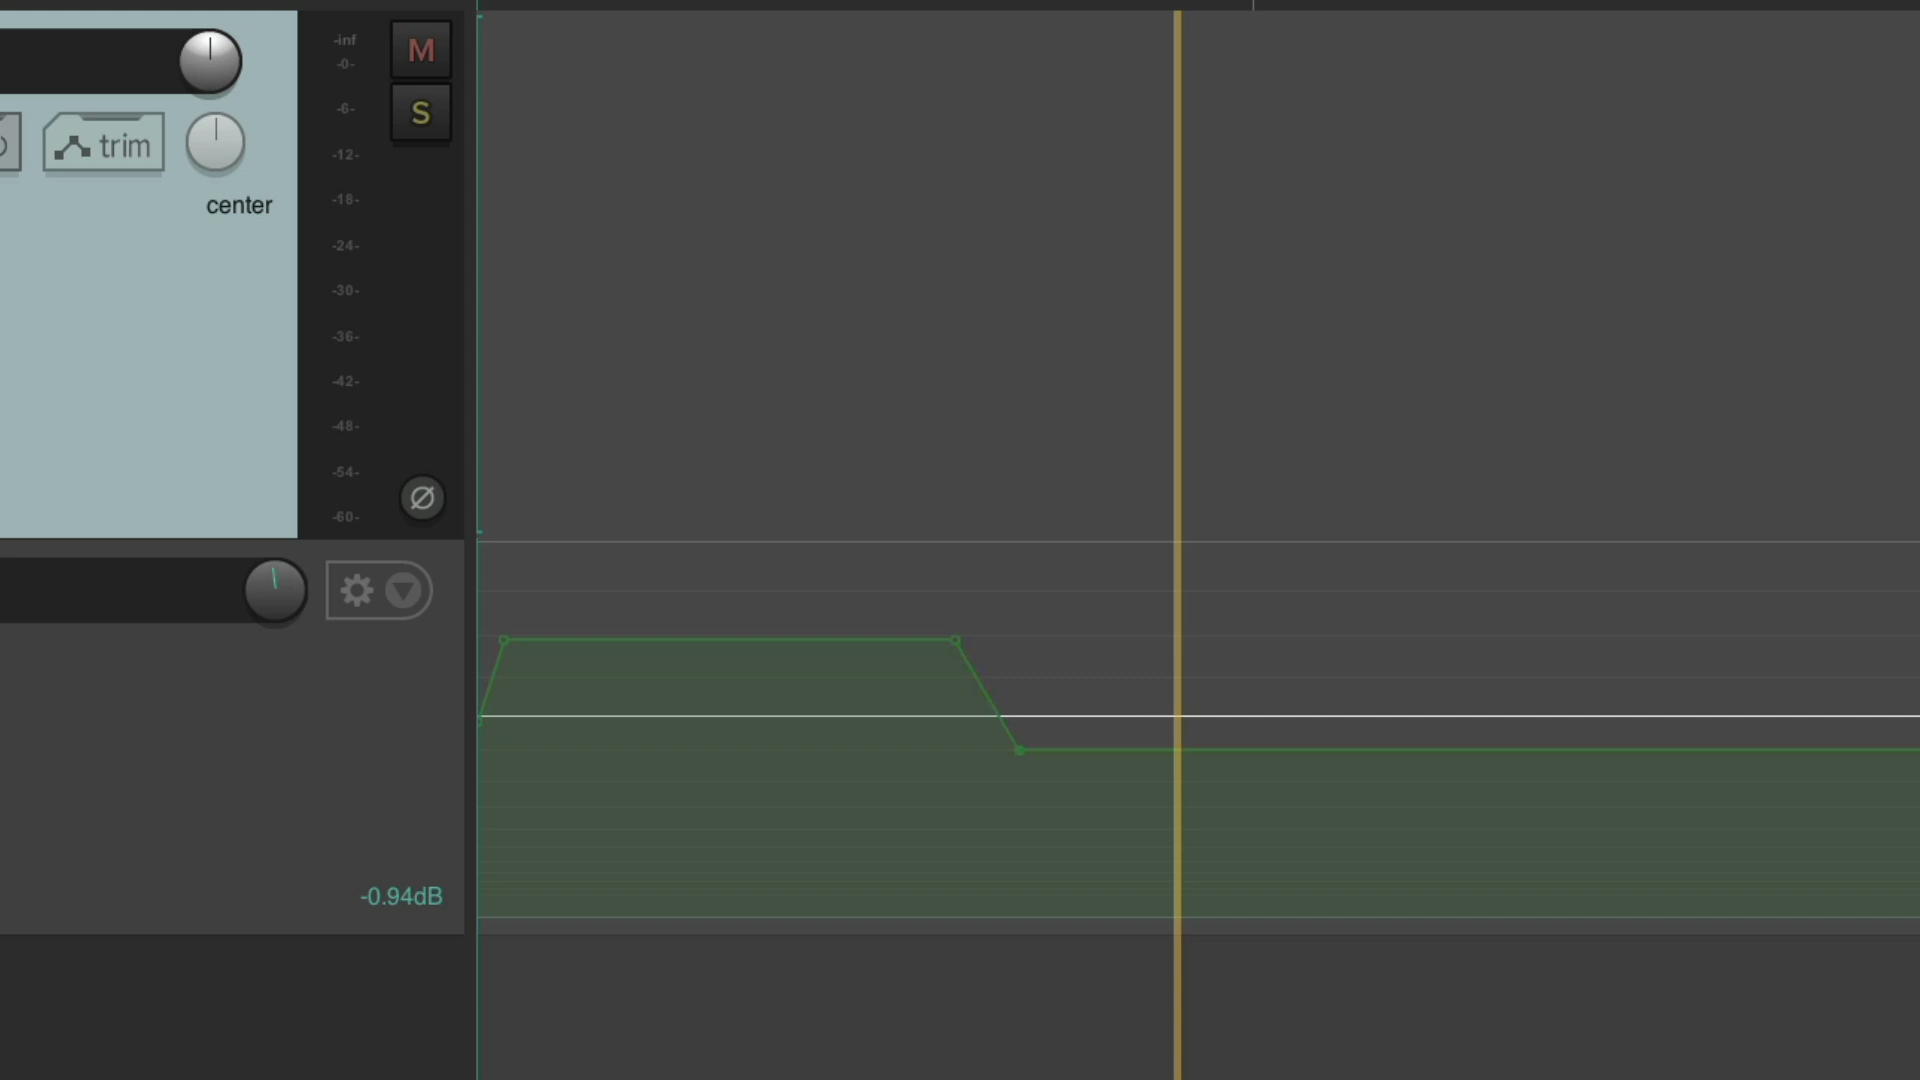 -inf
-0-
-6-
-12-
-18-
-24-
-30-
-36-
-42-
-48-
-54-
-60-
M
S
trim
center
-0.94dB